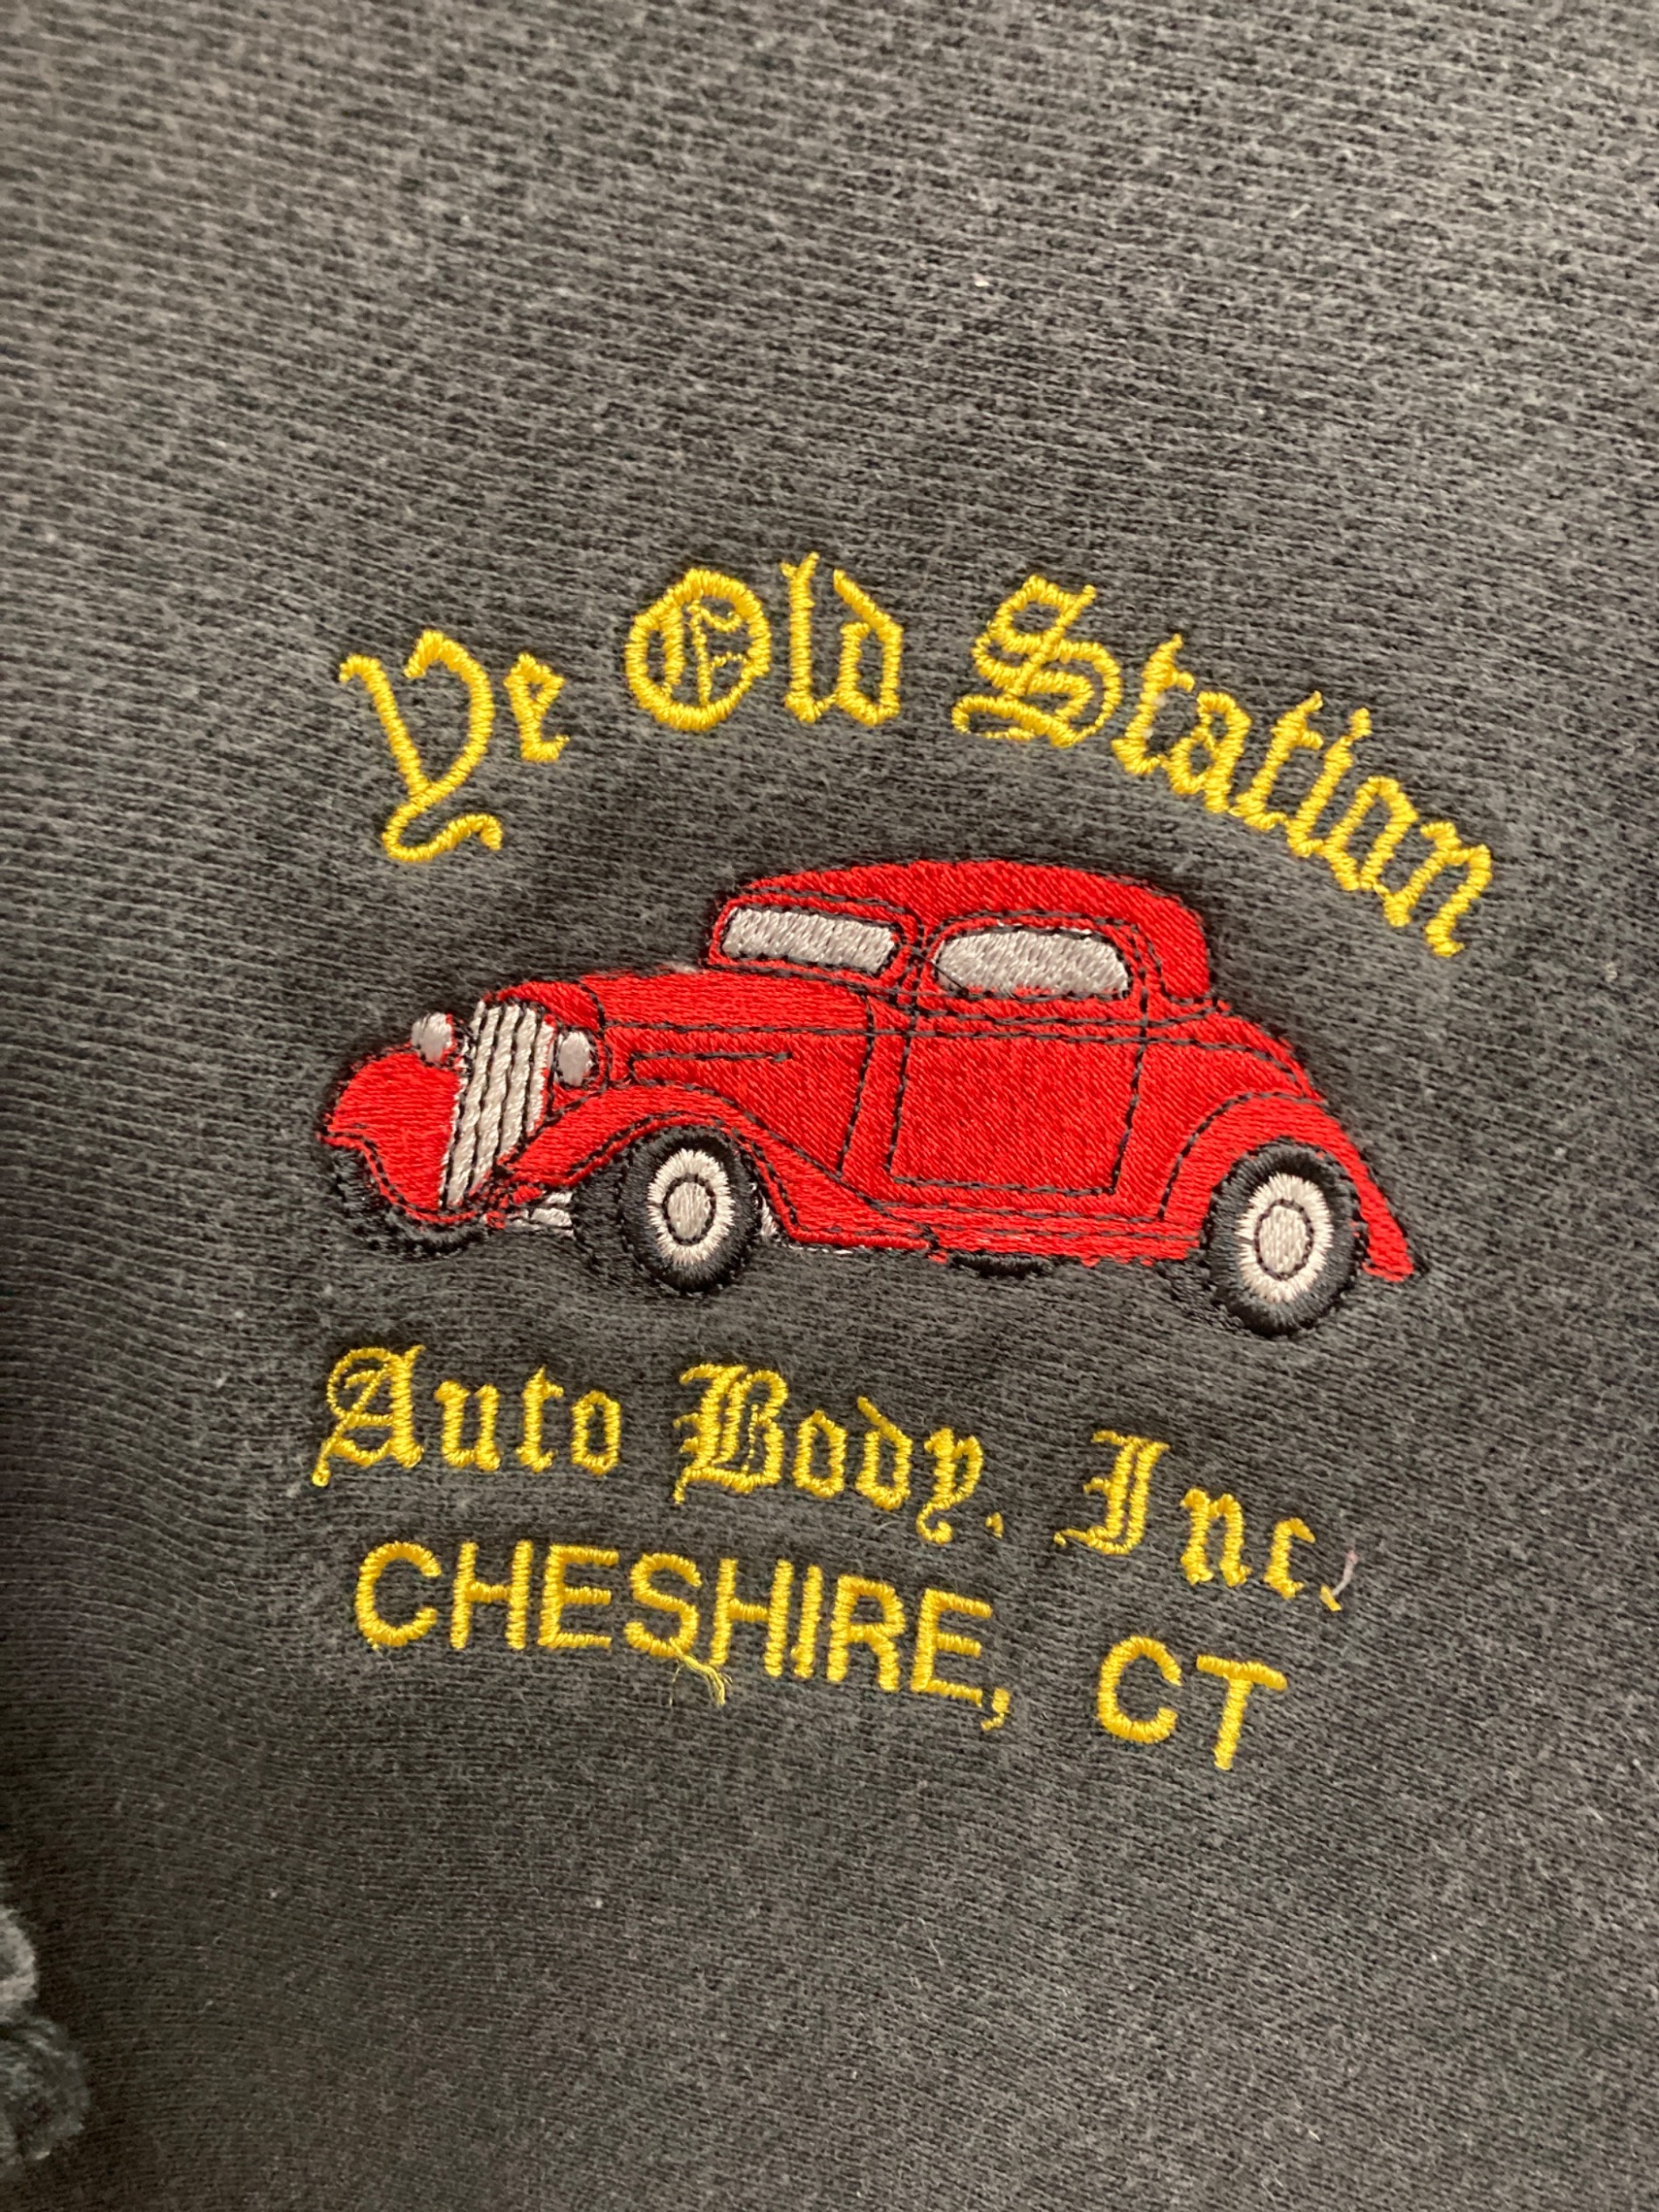 Ye Old Station
Auto Body, Inc.
CHESHIRE, CT